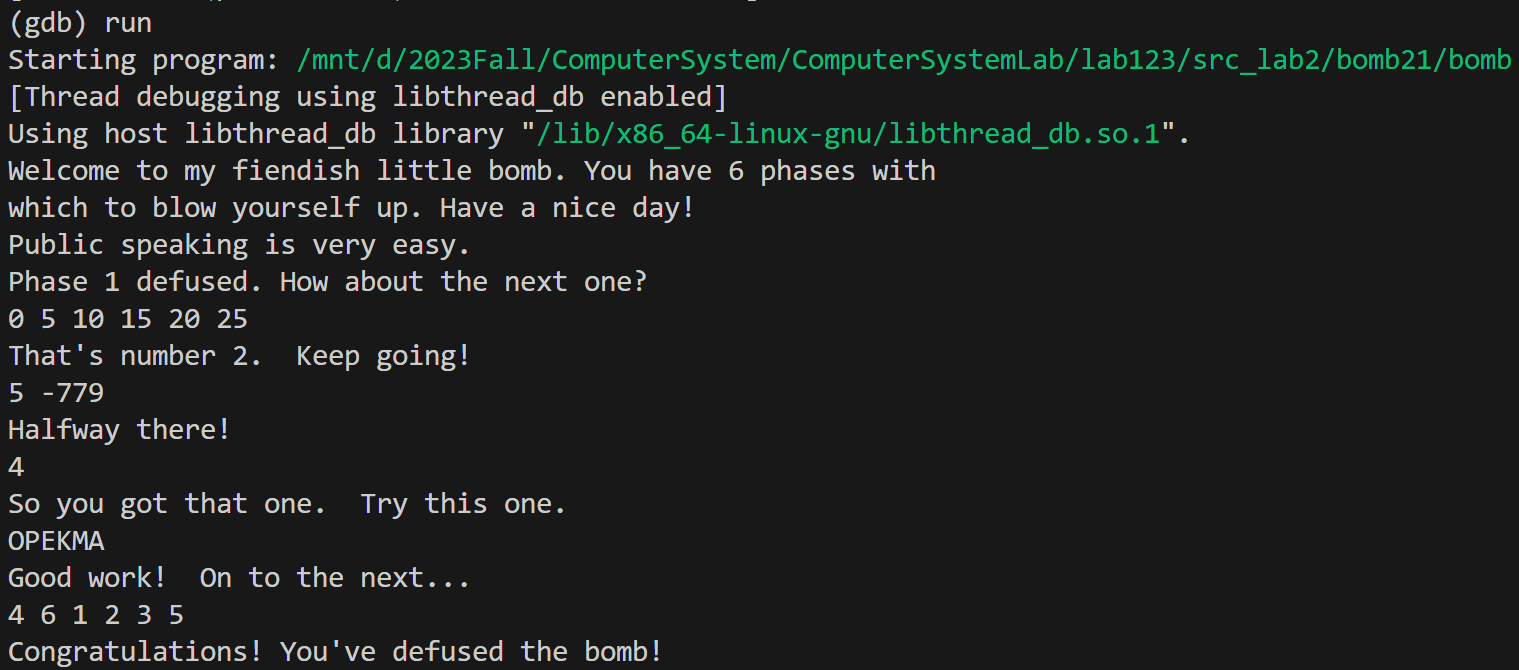 (gdb) run
Starting program: /mnt/d/2023Fall/ComputerSystem/ComputerSystemLab/lab123/src_lab2/bomb21/bomb
[Thread debugging using libthread_db enabled]
Using host libthread_db library "/lib/x86_64-linux-gnu/libthread_db.so.1".
Welcome to my fiendish little bomb. You have 6 phases with
which to blow yourself up. Have a nice day!
Public speaking is very easy.
Phase 1 defused. How about the next one?
0 5 10 15 20 25
That's number 2.  Keep going!
5 -779
Halfway there!
4
So you got that one.  Try this one.
OPEKMA
Good work!  On to the next...
4 6 1 2 3 5
Congratulations! You've defused the bomb!